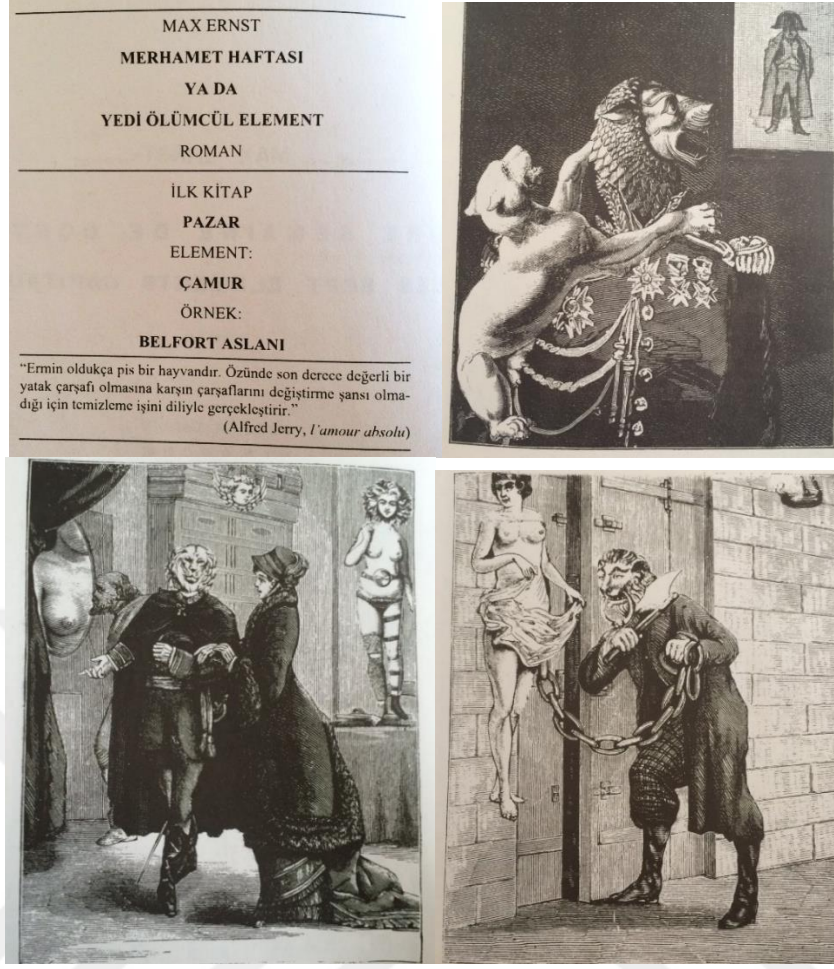 MAX ERNST
MERHAMET HAFTASI
YA DA
YEDİ ÖLÜMCÜL ELEMENT
ROMAN
İLK KİTAP
PAZAR
ELEMENT:
ÇAMUR
ÖRNEK:
BELFORT ASLANI
“Ermin oldukça pis bir hayvandır. Özünde son derece değerli bir
yatak çarşafı olmasına karşın çarşaflarını değiştirme şansı olma-
dığı için temizleme işini diliyle gerçekleştirir.”
(Alfred Jerry, l'amour absolu)